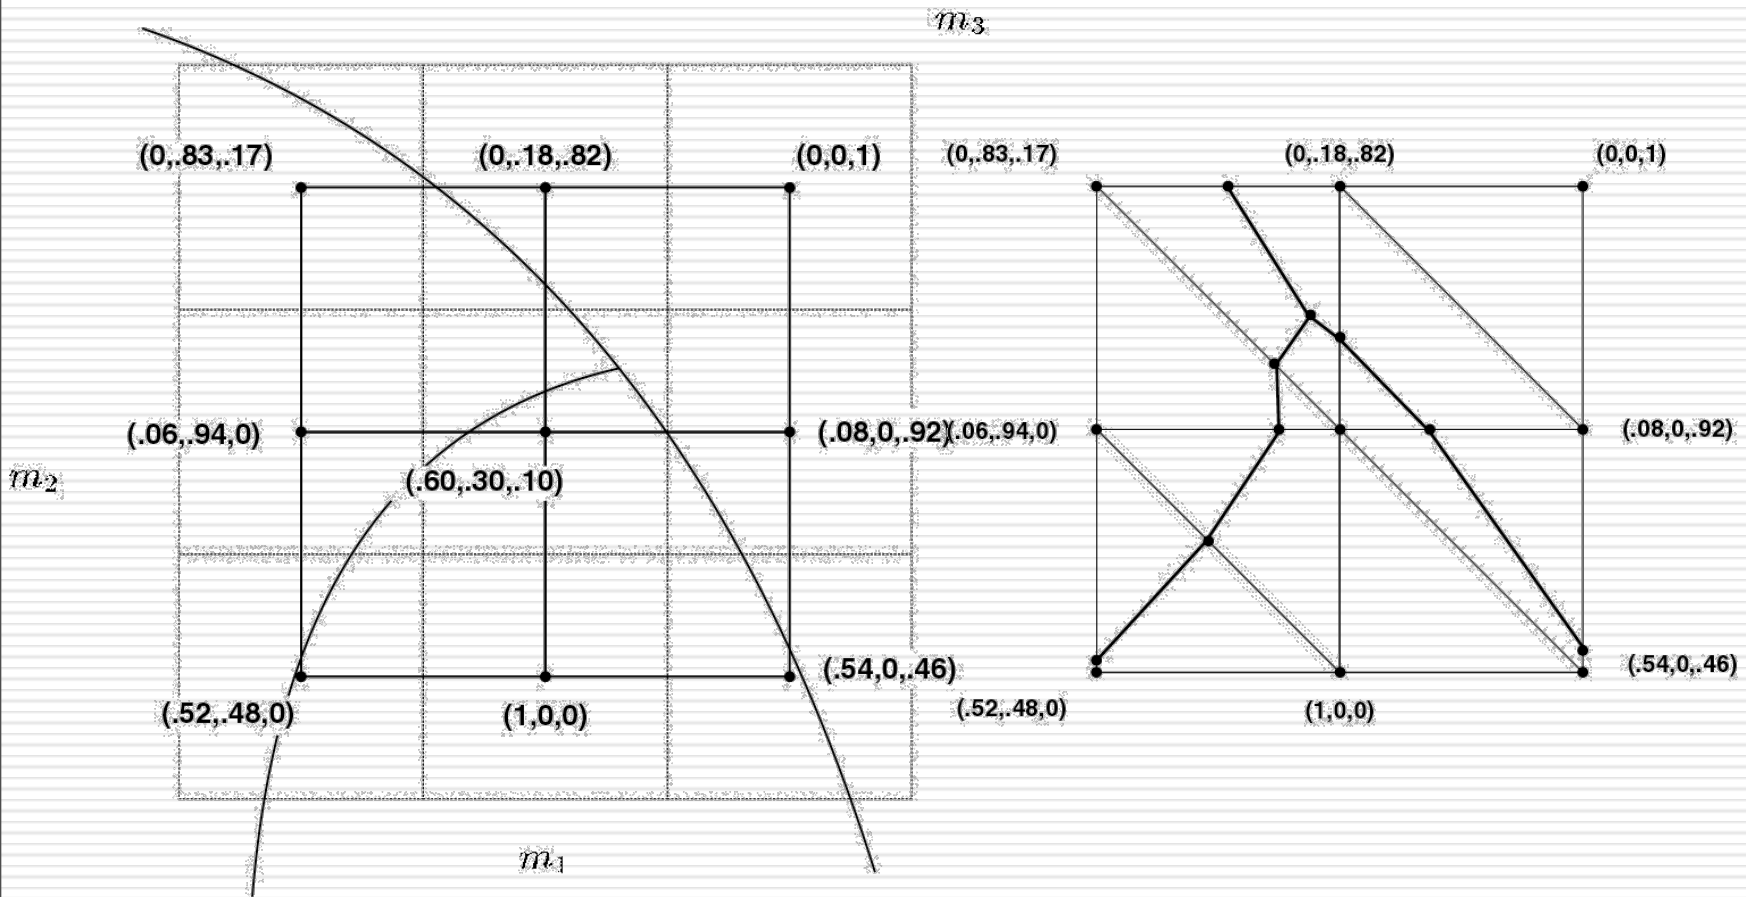 m₃
(0,.83,.17) (0,.18,.82) (0,0,1)
(0,.83,.17) (0,.18,.82) (0,0,1)
(.06,.94,0) (.08,0,.92)
(.06,.94,0) (.08,0,.92)
m₂
(.60,.30,.10)
(.54,0,.46)
(.54,0,.46)
(.52,.48,0) (1,0,0)
(.52,.48,0) (1,0,0)
m₁